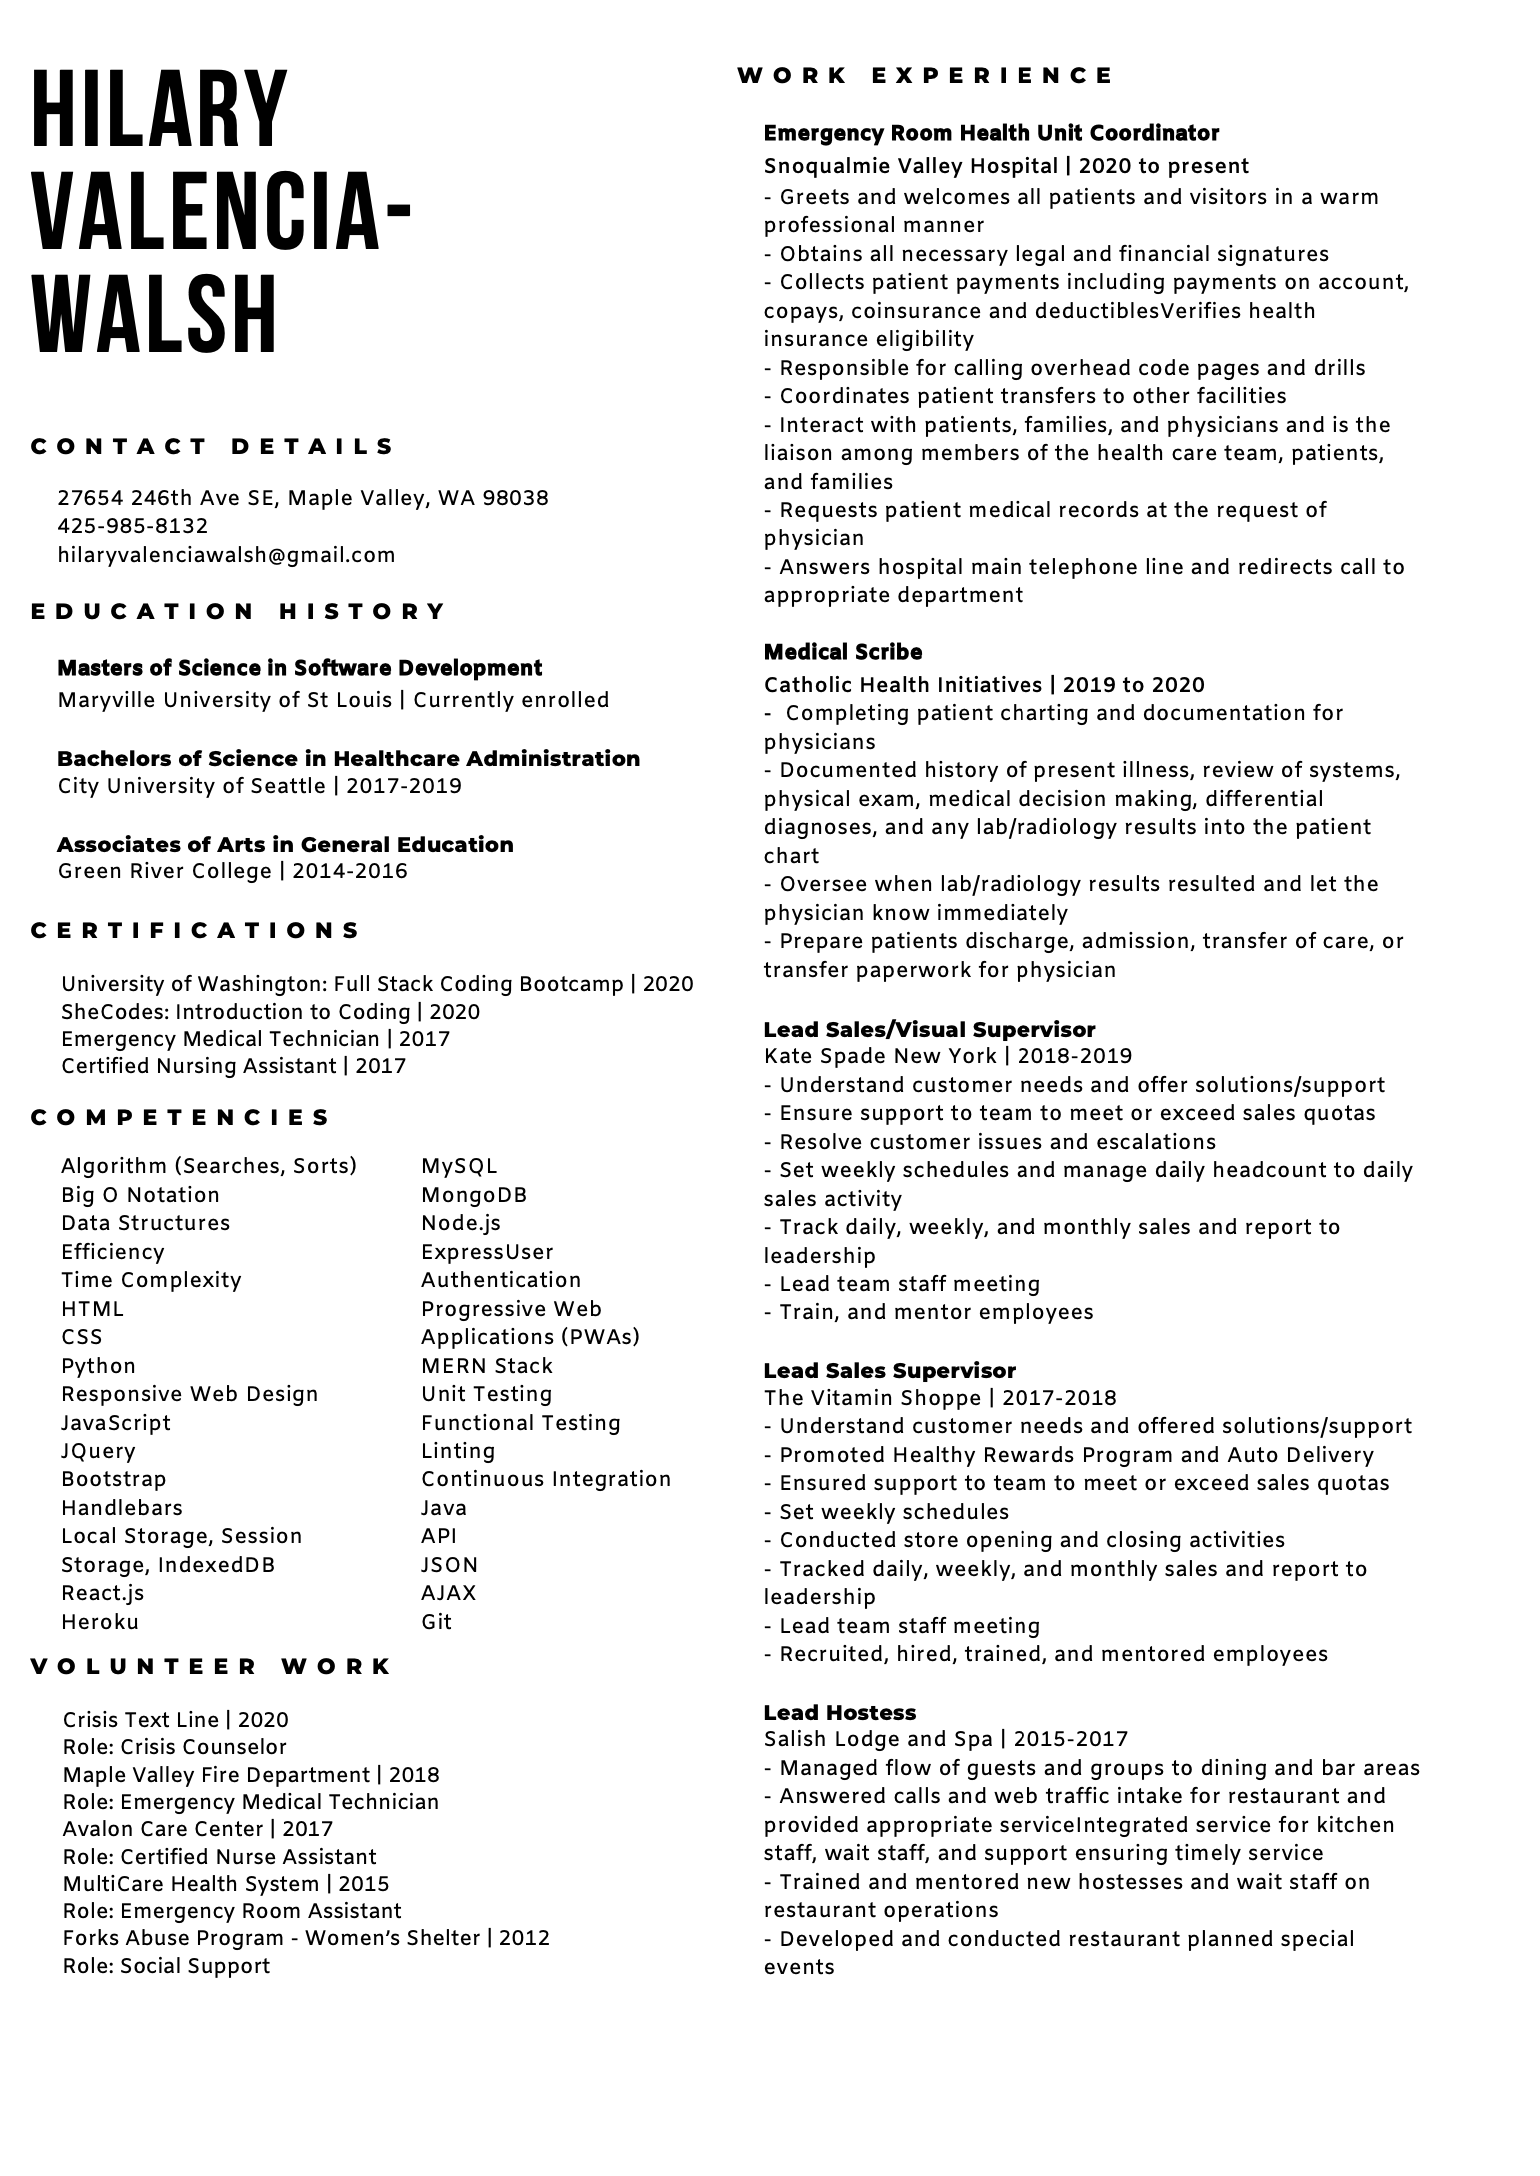 HILARY
VALENCIA-
WALSH
CONTACT DETAILS
27654 246th Ave SE, Maple Valley, WA 98038
425-985-8132
hilaryvalenciawalsh@gmail.com
EDUCATION HISTORY
Masters of Science in Software Development
Maryville University of St Louis | Currently enrolled
Bachelors of Science in Healthcare Administration
City University of Seattle | 2017-2019
Associates of Arts in General Education
Green River College | 2014-2016
CERTIFICATIONS
University of Washington: Full Stack Coding Bootcamp | 2020
SheCodes: Introduction to Coding | 2020
Emergency Medical Technician | 2017
Certified Nursing Assistant | 2017
COMPETENCIES
Algorithm (Searches, Sorts)
Big O Notation
Data Structures
Efficiency
Time Complexity
HTML
CSS
Python
Responsive Web Design
JavaScript
JQuery
Bootstrap
Handlebars
Local Storage, Session
Storage, IndexedDB
React.js
Heroku
MySQL
MongoDB
Node.js
ExpressUser
Authentication
Progressive Web
Applications (PWAs)
MERN Stack
Unit Testing
Functional Testing
Linting
Continuous Integration
Java
API
JSON
AJAX
Git
VOLUNTEER WORK
Crisis Text Line | 2020
Role: Crisis Counselor
Maple Valley Fire Department | 2018
Role: Emergency Medical Technician
Avalon Care Center | 2017
Role: Certified Nurse Assistant
MultiCare Health System | 2015
Role: Emergency Room Assistant
Forks Abuse Program - Women’s Shelter | 2012
Role: Social Support
WORK EXPERIENCE
Emergency Room Health Unit Coordinator
Snoqualmie Valley Hospital | 2020 to present
- Greets and welcomes all patients and visitors in a warm
professional manner
- Obtains all necessary legal and financial signatures
- Collects patient payments including payments on account,
copays, coinsurance and deductiblesVerifies health
insurance eligibility
- Responsible for calling overhead code pages and drills
- Coordinates patient transfers to other facilities
- Interact with patients, families, and physicians and is the
liaison among members of the health care team, patients,
and families
- Requests patient medical records at the request of
physician
- Answers hospital main telephone line and redirects call to
appropriate department
Medical Scribe
Catholic Health Initiatives | 2019 to 2020
- Completing patient charting and documentation for
physicians
- Documented history of present illness, review of systems,
physical exam, medical decision making, differential
diagnoses, and any lab/radiology results into the patient
chart
- Oversee when lab/radiology results resulted and let the
physician know immediately
- Prepare patients discharge, admission, transfer of care, or
transfer paperwork for physician
Lead Sales/Visual Supervisor
Kate Spade New York | 2018-2019
- Understand customer needs and offer solutions/support
- Ensure support to team to meet or exceed sales quotas
- Resolve customer issues and escalations
- Set weekly schedules and manage daily headcount to daily
sales activity
- Track daily, weekly, and monthly sales and report to
leadership
- Lead team staff meeting
- Train, and mentor employees
Lead Sales Supervisor
The Vitamin Shoppe | 2017-2018
- Understand customer needs and offered solutions/support
- Promoted Healthy Rewards Program and Auto Delivery
- Ensured support to team to meet or exceed sales quotas
- Set weekly schedules
- Conducted store opening and closing activities
- Tracked daily, weekly, and monthly sales and report to
leadership
- Lead team staff meeting
- Recruited, hired, trained, and mentored employees
Lead Hostess
Salish Lodge and Spa | 2015-2017
- Managed flow of guests and groups to dining and bar areas
- Answered calls and web traffic intake for restaurant and
provided appropriate serviceIntegrated service for kitchen
staff, wait staff, and support ensuring timely service
- Trained and mentored new hostesses and wait staff on
restaurant operations
- Developed and conducted restaurant planned special
events